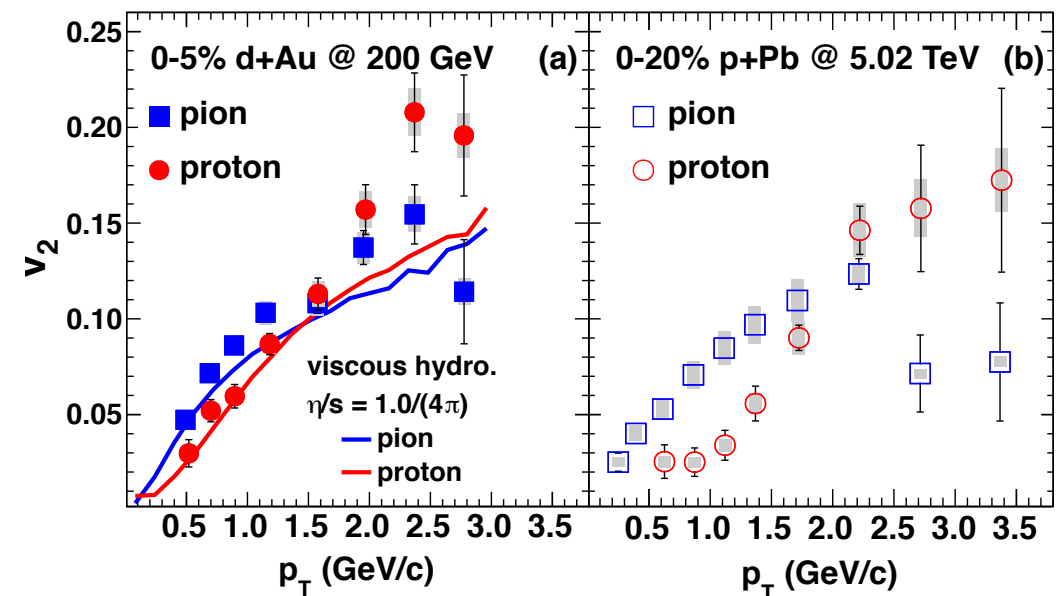 0.25
0.20
0.15
0.10
0.05
v2
0-5% d+Au @ 200 GeV (a)
pion
proton
viscous hydro.
η/s = 1.0/(4π)
pion
proton
0.5 1.0 1.5 2.0 2.5 3.0 3.5
pT (GeV/c)
0-20% p+Pb @ 5.02 TeV (b)
pion
proton
0.5 1.0 1.5 2.0 2.5 3.0 3.5
pT (GeV/c)